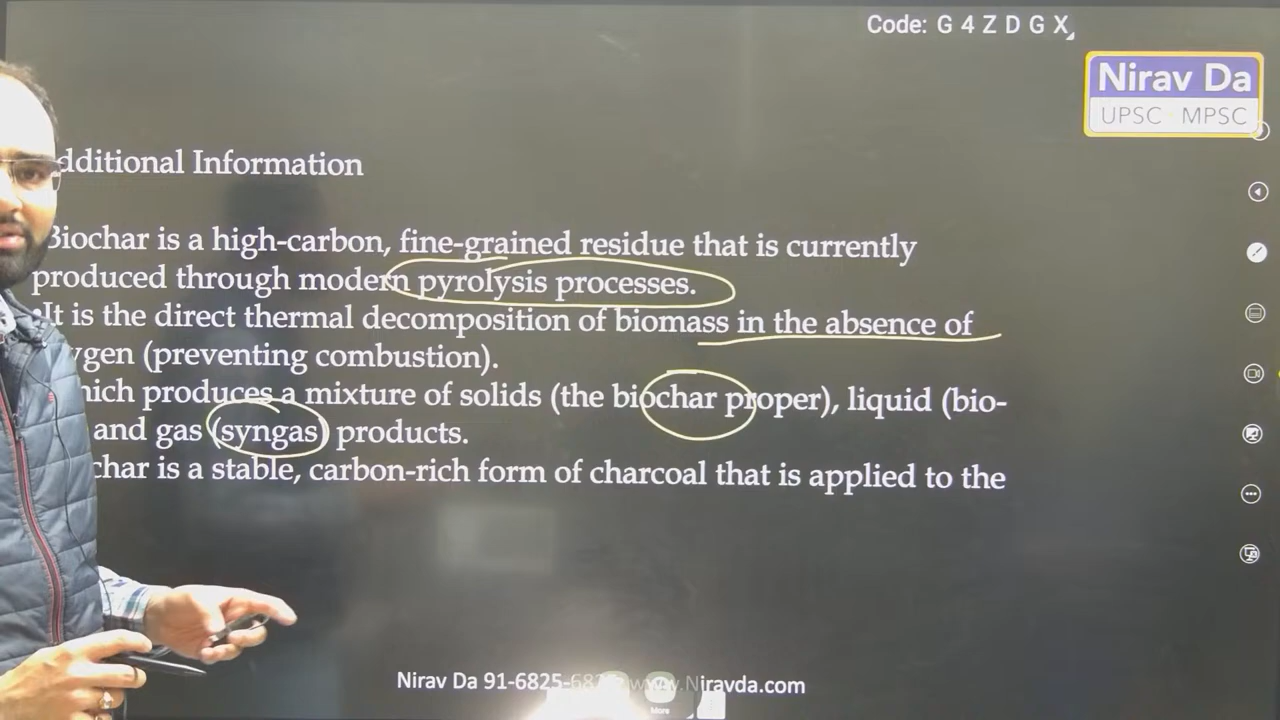 Code: G 4 Z D G X
Nirav Da
UPSC MPSC
dditional Information
Biochar is a high-carbon, fine-grained residue that is currently
produced through modern pyrolysis processes.
•It is the direct thermal decomposition of biomass in the absence of
ygen (preventing combustion).
hich produces a mixture of solids (the biochar proper), liquid (bio-
and gas (syngas) products.
char is a stable, carbon-rich form of charcoal that is applied to the
Nirav Da 91-6825- www.Niravda.com
More